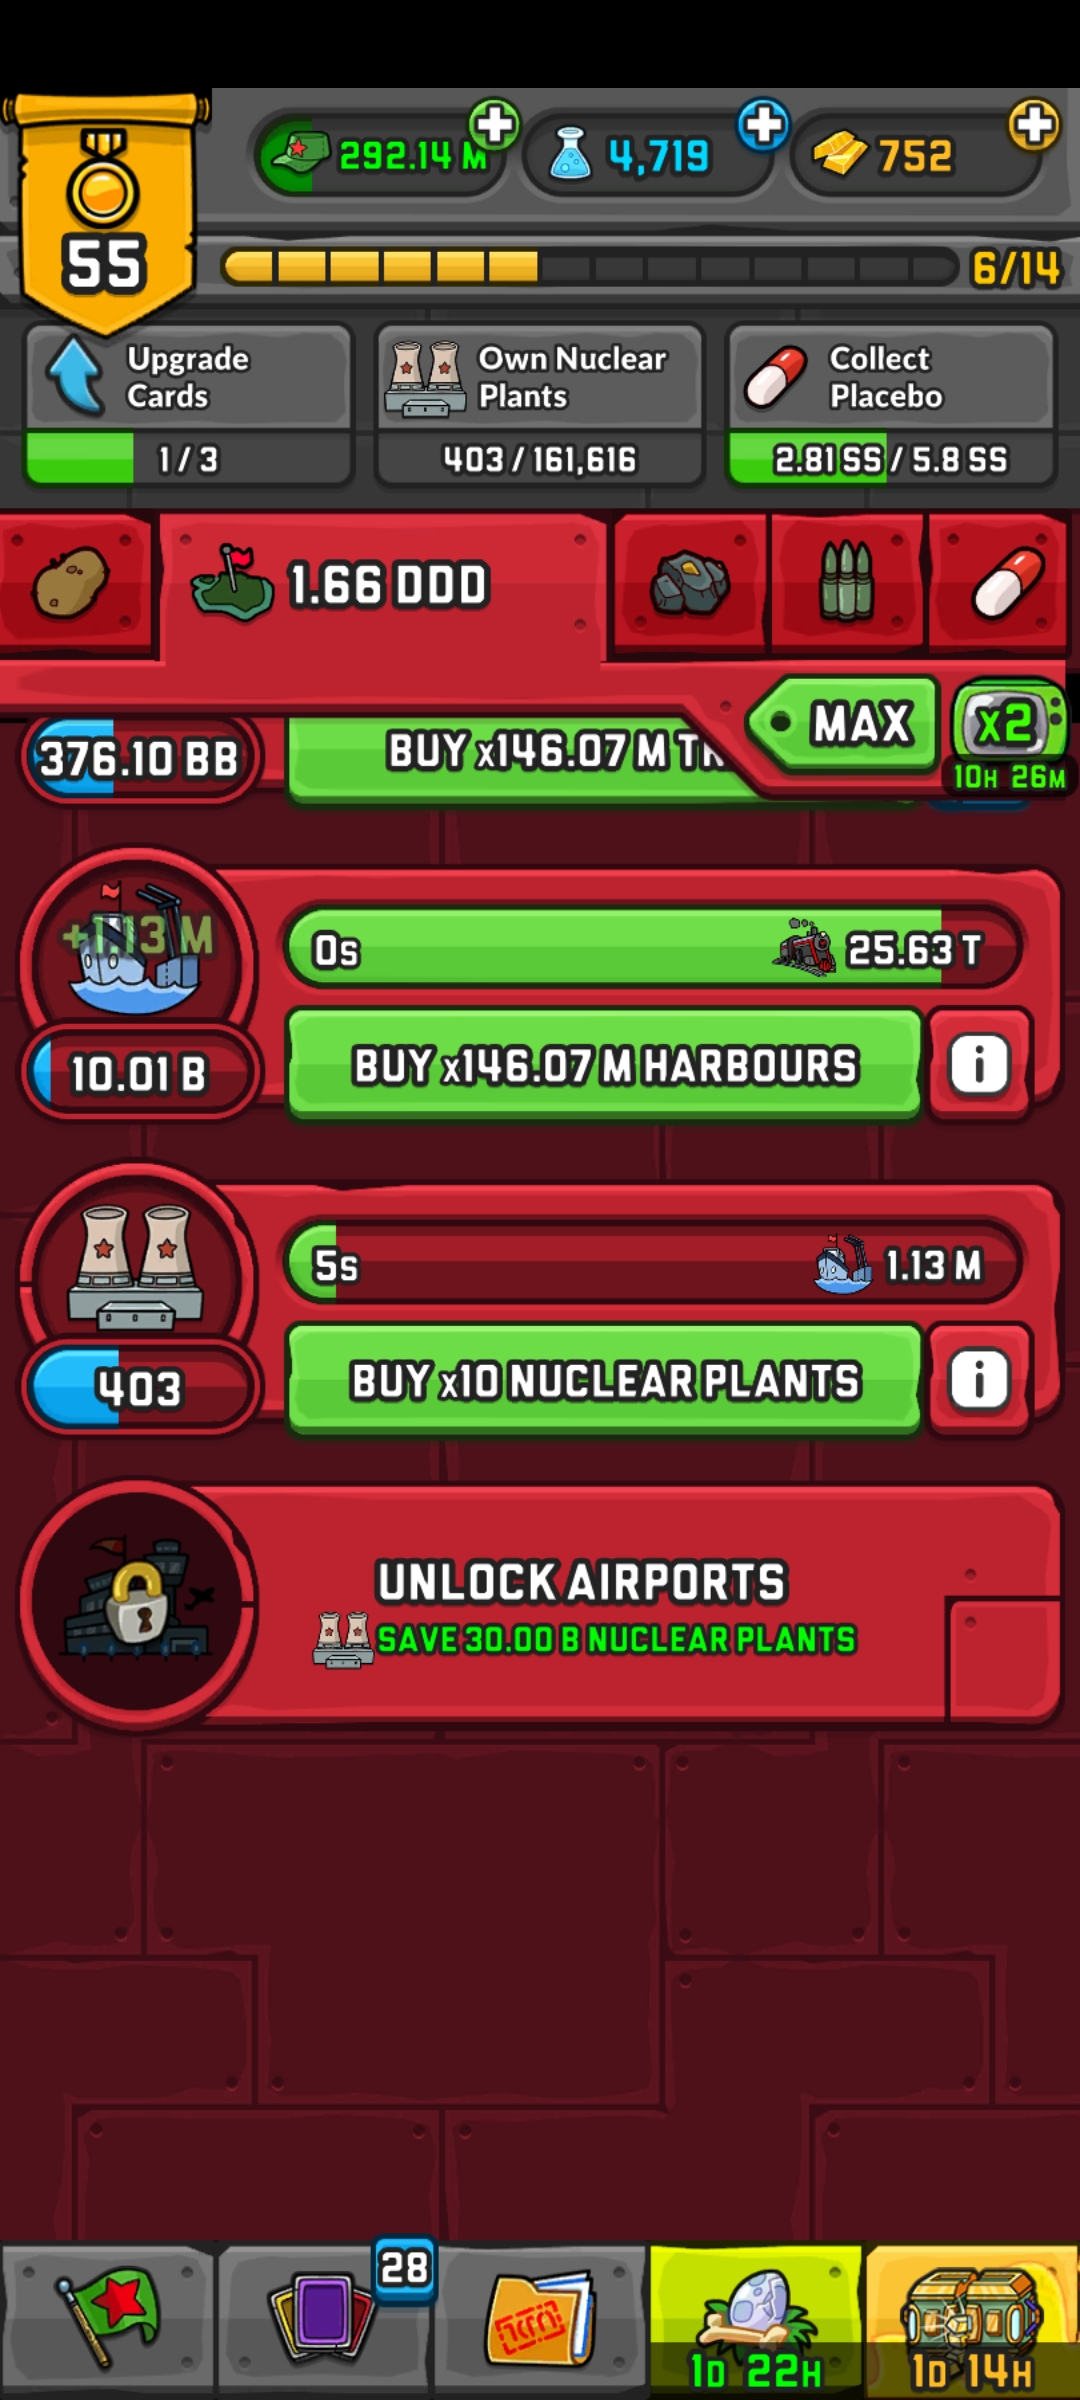 292.14 M
4,719
752
55
6/14
Upgrade
Cards
1 / 3
Own Nuclear
Plants
403 / 161,616
Collect
Placebo
2.81 SS / 5.8 SS
1.66 DDD
MAX
x2
10H 26M
376.10 BB
BUY x146.07 M
+1.13 M
0s
25.63 T
10.01 B
BUY x146.07 M HARBOURS
i
5s
1.13 M
403
BUY x10 NUCLEAR PLANTS
i
UNLOCK AIRPORTS
SAVE 30.00 B NUCLEAR PLANTS
28
1D 22H
1D 14H